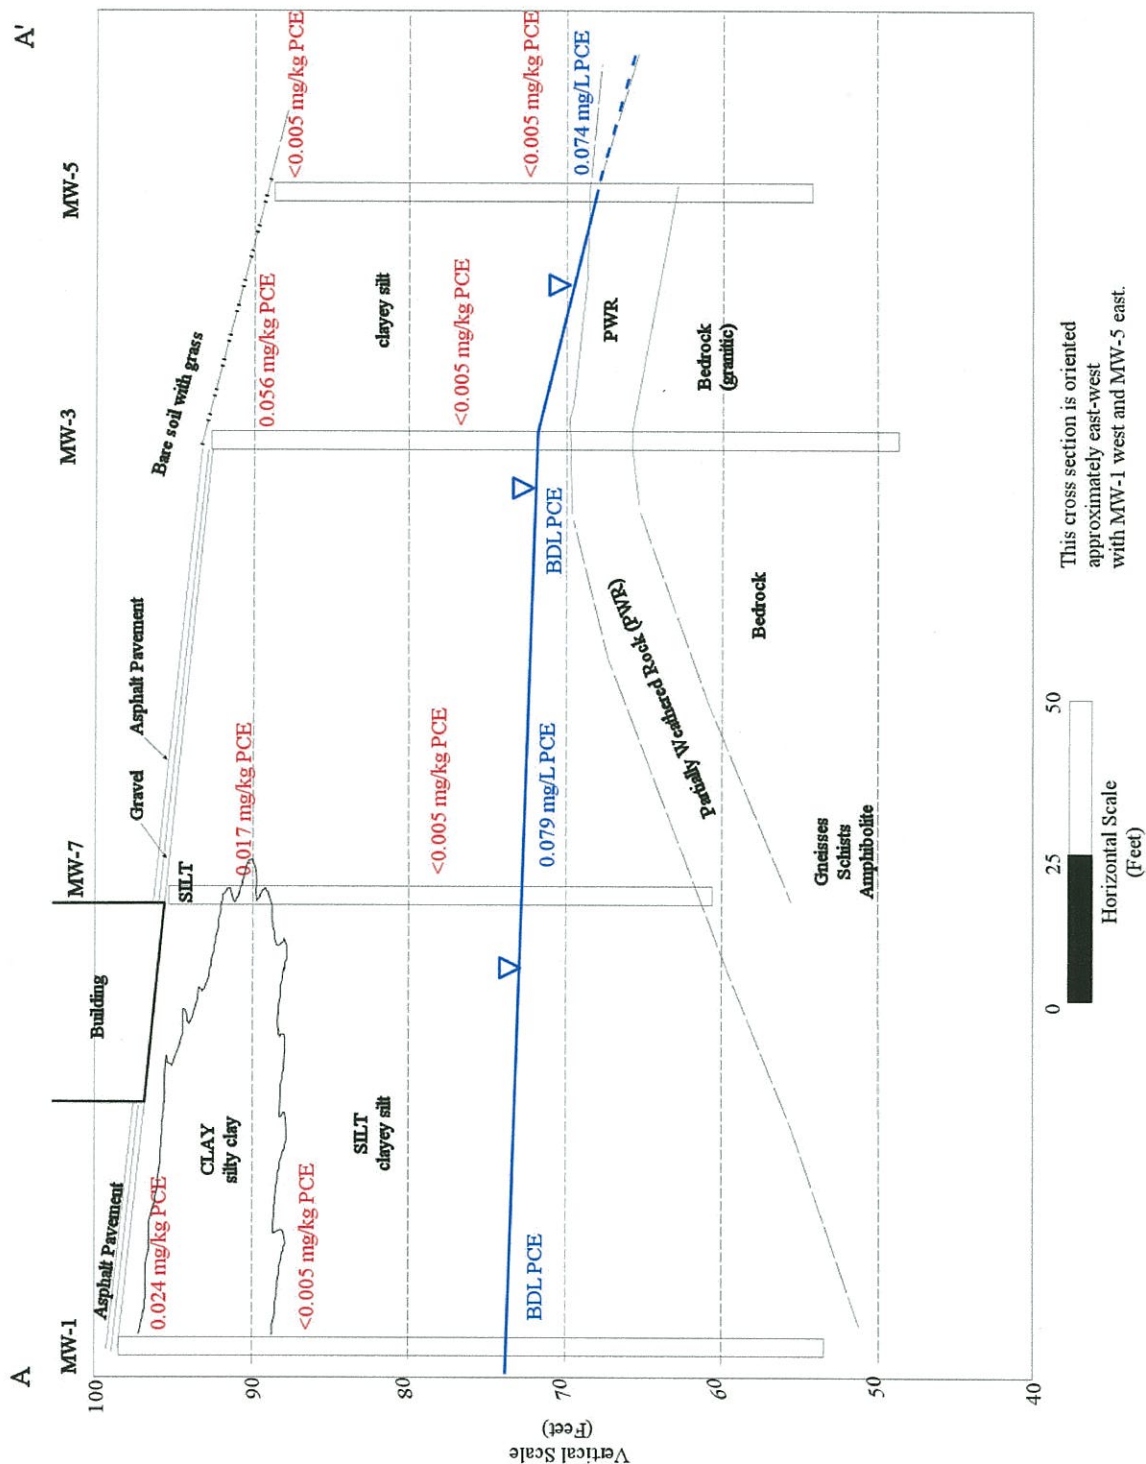 A
A'
MW-1
MW-7
MW-3
MW-5
Building
Asphalt Pavement
Gravel
Asphalt Pavement
Bare soil with grass
SILT
0.024 mg/kg PCE
0.017 mg/kg PCE
0.056 mg/kg PCE
<0.005 mg/kg PCE
CLAY
silty clay
<0.005 mg/kg PCE
SILT
clayey silt
<0.005 mg/kg PCE
clayey silt
<0.005 mg/kg PCE
<0.005 mg/kg PCE
BDL PCE
0.079 mg/L PCE
BDL PCE
0.074 mg/L PCE
Partially Weathered Rock (PWR)
PWR
Bedrock
Bedrock
(granitic)
Gneisses
Schists
Amphibolite
100
90
80
70
60
50
40
Vertical Scale
(Feet)
0
25
50
Horizontal Scale
(Feet)
This cross section is oriented
approximately east-west
with MW-1 west and MW-5 east.